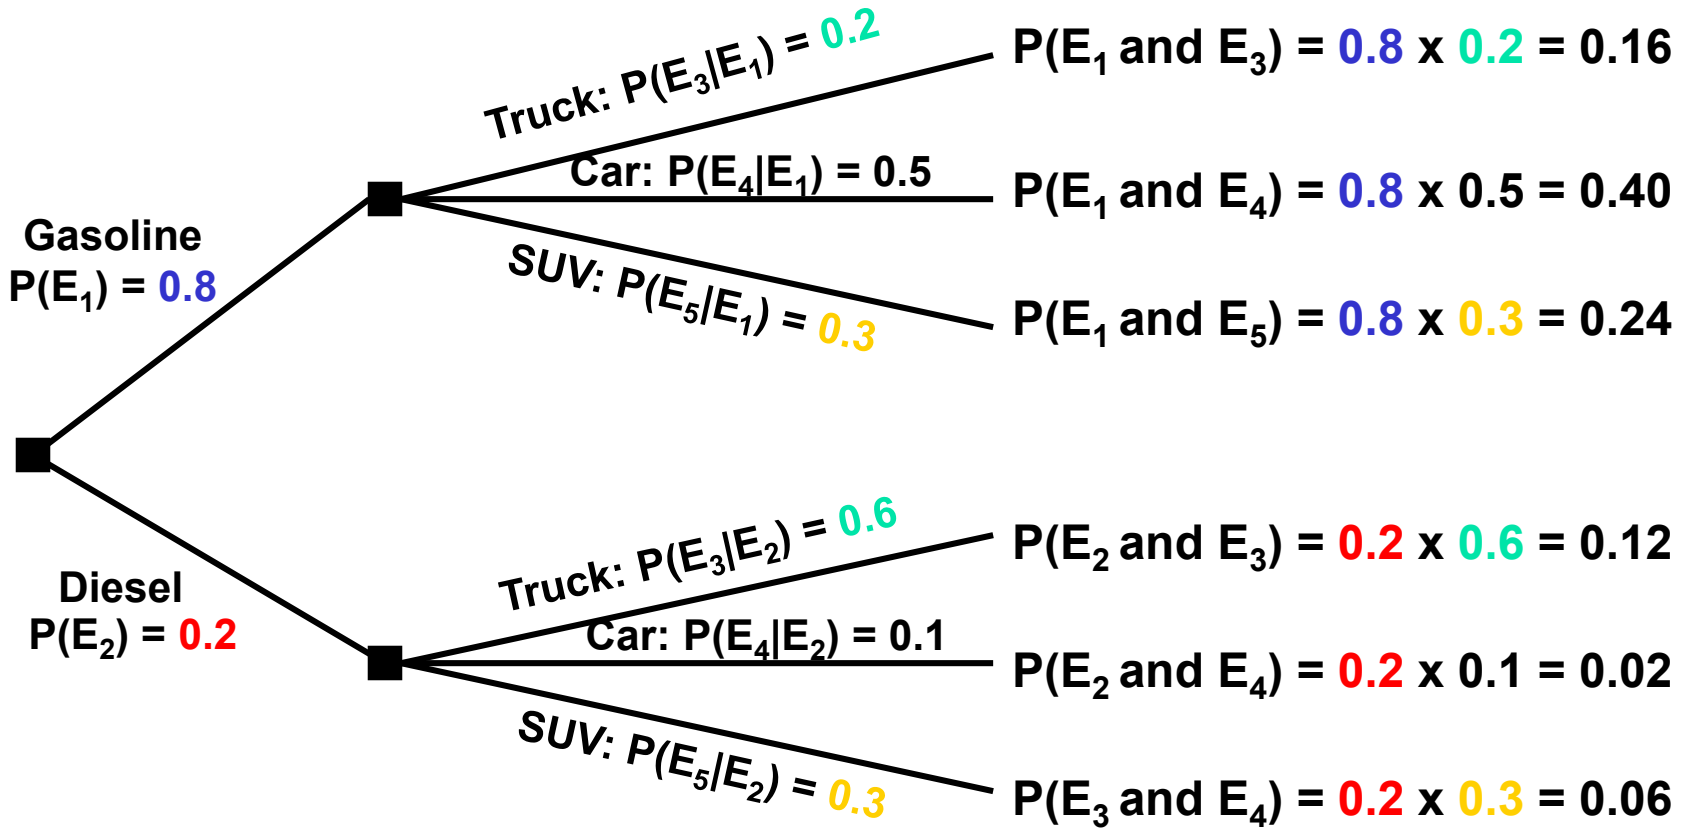 Truck: P(E₃|E₁) = 0.2
P(E₁ and E₃) = 0.8 x 0.2 = 0.16
Car: P(E₄|E₁) = 0.5
P(E₁ and E₄) = 0.8 x 0.5 = 0.40
Gasoline
P(E₁) = 0.8
SUV: P(E₅|E₁) = 0.3
P(E₁ and E₅) = 0.8 x 0.3 = 0.24
Truck: P(E₃|E₂) = 0.6
P(E₂ and E₃) = 0.2 x 0.6 = 0.12
Diesel
P(E₂) = 0.2
Car: P(E₄|E₂) = 0.1
P(E₂ and E₄) = 0.2 x 0.1 = 0.02
SUV: P(E₅|E₂) = 0.3
P(E₃ and E₄) = 0.2 x 0.3 = 0.06